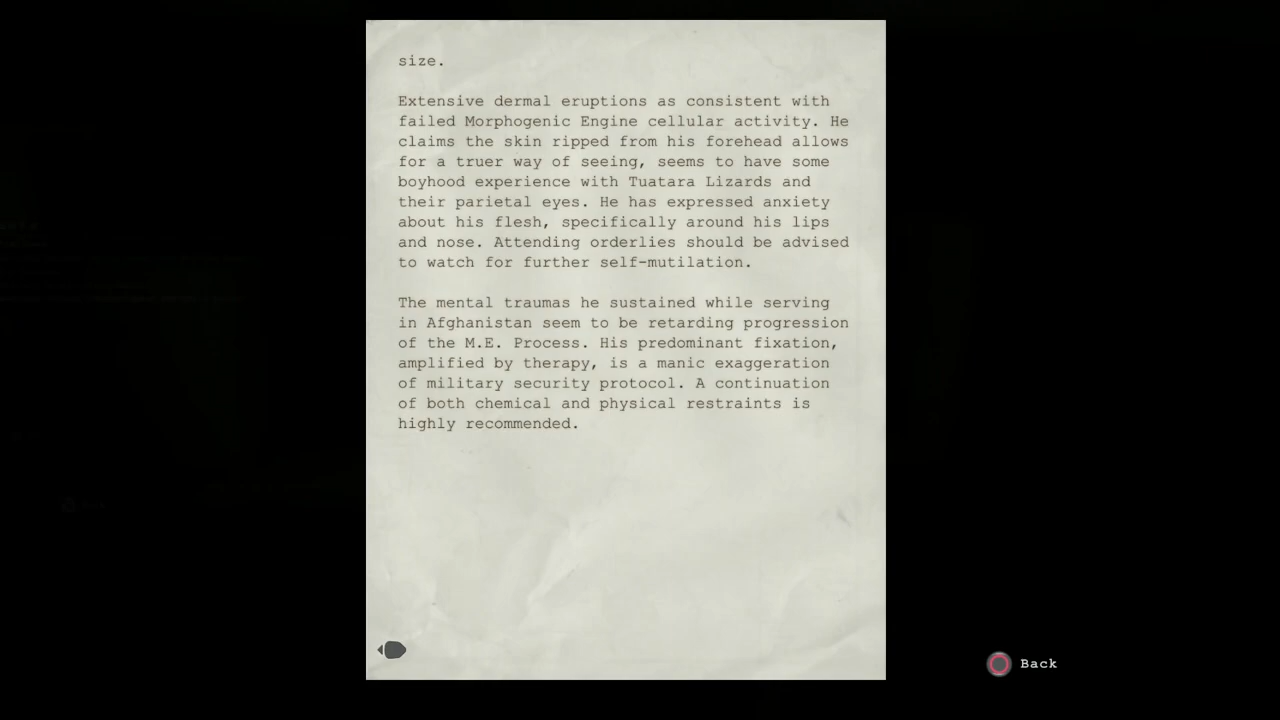 size.
Extensive dermal eruptions as consistent with
failed Morphogenic Engine cellular activity. He
claims the skin ripped from his forehead allows
for a truer way of seeing, seems to have some
boyhood experience with Tuatara Lizards and
their parietal eyes. He has expressed anxiety
about his flesh, specifically around his lips
and nose. Attending orderlies should be advised
to watch for further self-mutilation.
The mental traumas he sustained while serving
in Afghanistan seem to be retarding progression
of the M.E. Process. His predominant fixation,
amplified by therapy, is a manic exaggeration
of military security protocol. A continuation
of both chemical and physical restraints is
highly recommended.
Back